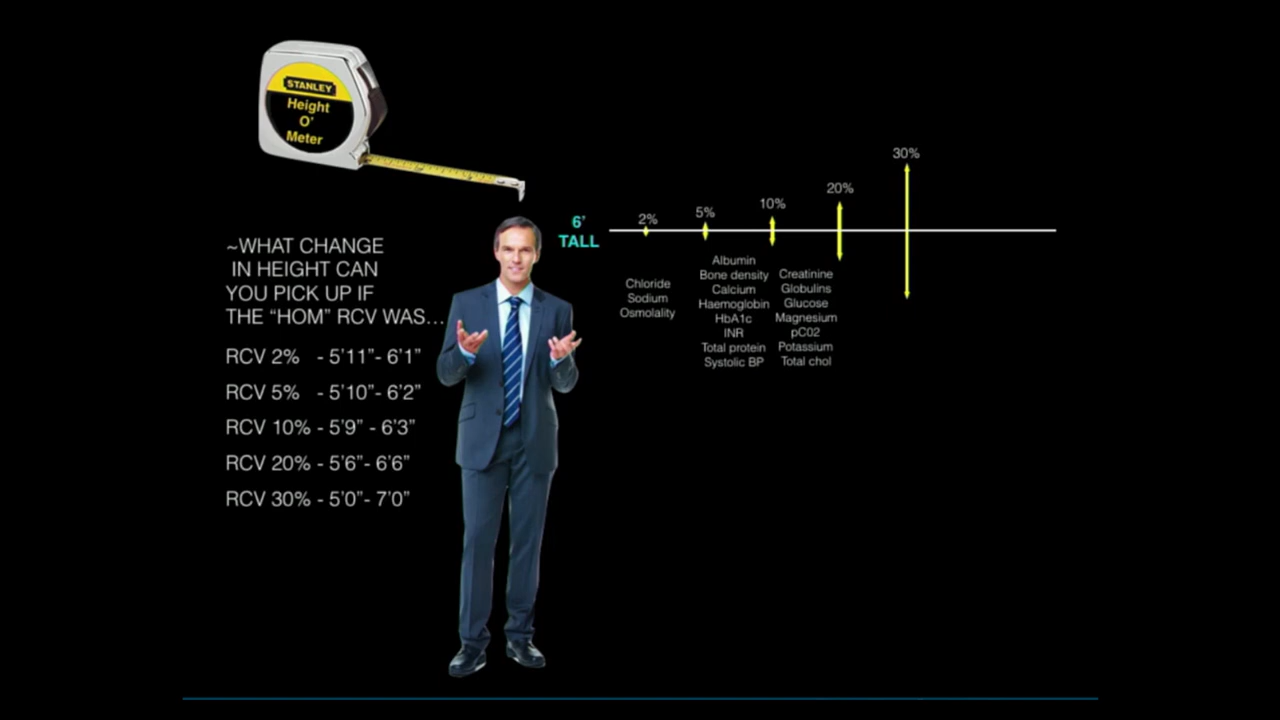 STANLEY
Height
O'
Meter
~WHAT CHANGE
IN HEIGHT CAN
YOU PICK UP IF
THE “HOM” RCV WAS…
RCV 2% - 5’11”- 6’1”
RCV 5% - 5’10”- 6’2”
RCV 10% - 5’9” - 6’3”
RCV 20% - 5’6”- 6’6”
RCV 30% - 5’0”- 7’0”
6’
TALL
2%
5%
10%
20%
30%
Chloride
Sodium
Osmolality
Albumin
Bone density
Calcium
Haemoglobin
HbA1c
INR
Total protein
Systolic BP
Creatinine
Globulins
Glucose
Magnesium
pC02
Potassium
Total chol